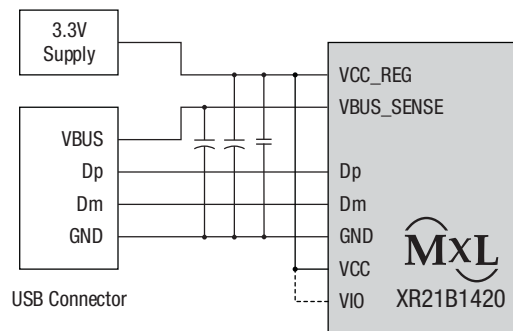 3.3V
Supply
VBUS
Dp
Dm
GND
USB Connector
VCC_REG
VBUS_SENSE
Dp
Dm
GND
VCC
VIO
MxL
XR21B1420